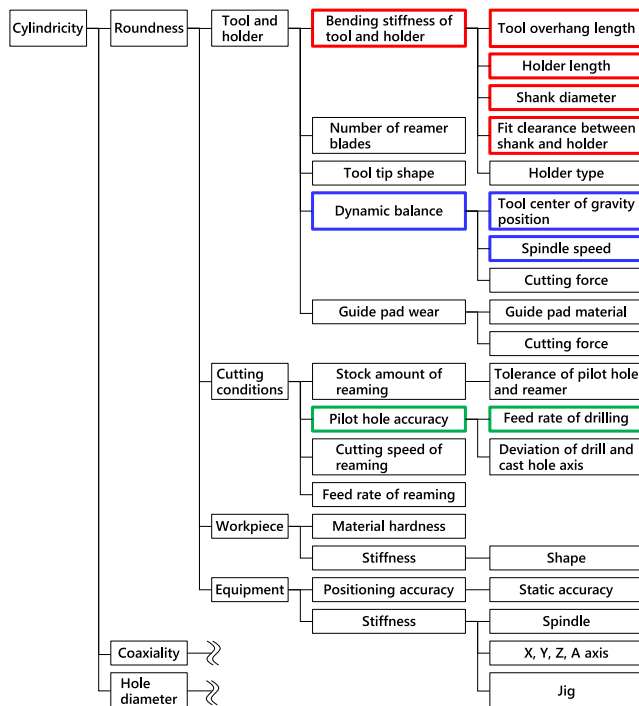 Cylindricity
Roundness
Tool and
holder
Bending stiffness of
tool and holder
Tool overhang length
Holder length
Shank diameter
Number of reamer
blades
Fit clearance between
shank and holder
Tool tip shape
Holder type
Dynamic balance
Tool center of gravity
position
Spindle speed
Cutting force
Guide pad wear
Guide pad material
Cutting force
Cutting
conditions
Stock amount of
reaming
Tolerance of pilot hole
and reamer
Pilot hole accuracy
Feed rate of drilling
Cutting speed of
reaming
Deviation of drill and
cast hole axis
Feed rate of reaming
Workpiece
Material hardness
Stiffness
Shape
Equipment
Positioning accuracy
Static accuracy
Stiffness
Spindle
Coaxiality
X, Y, Z, A axis
Hole
diameter
Jig